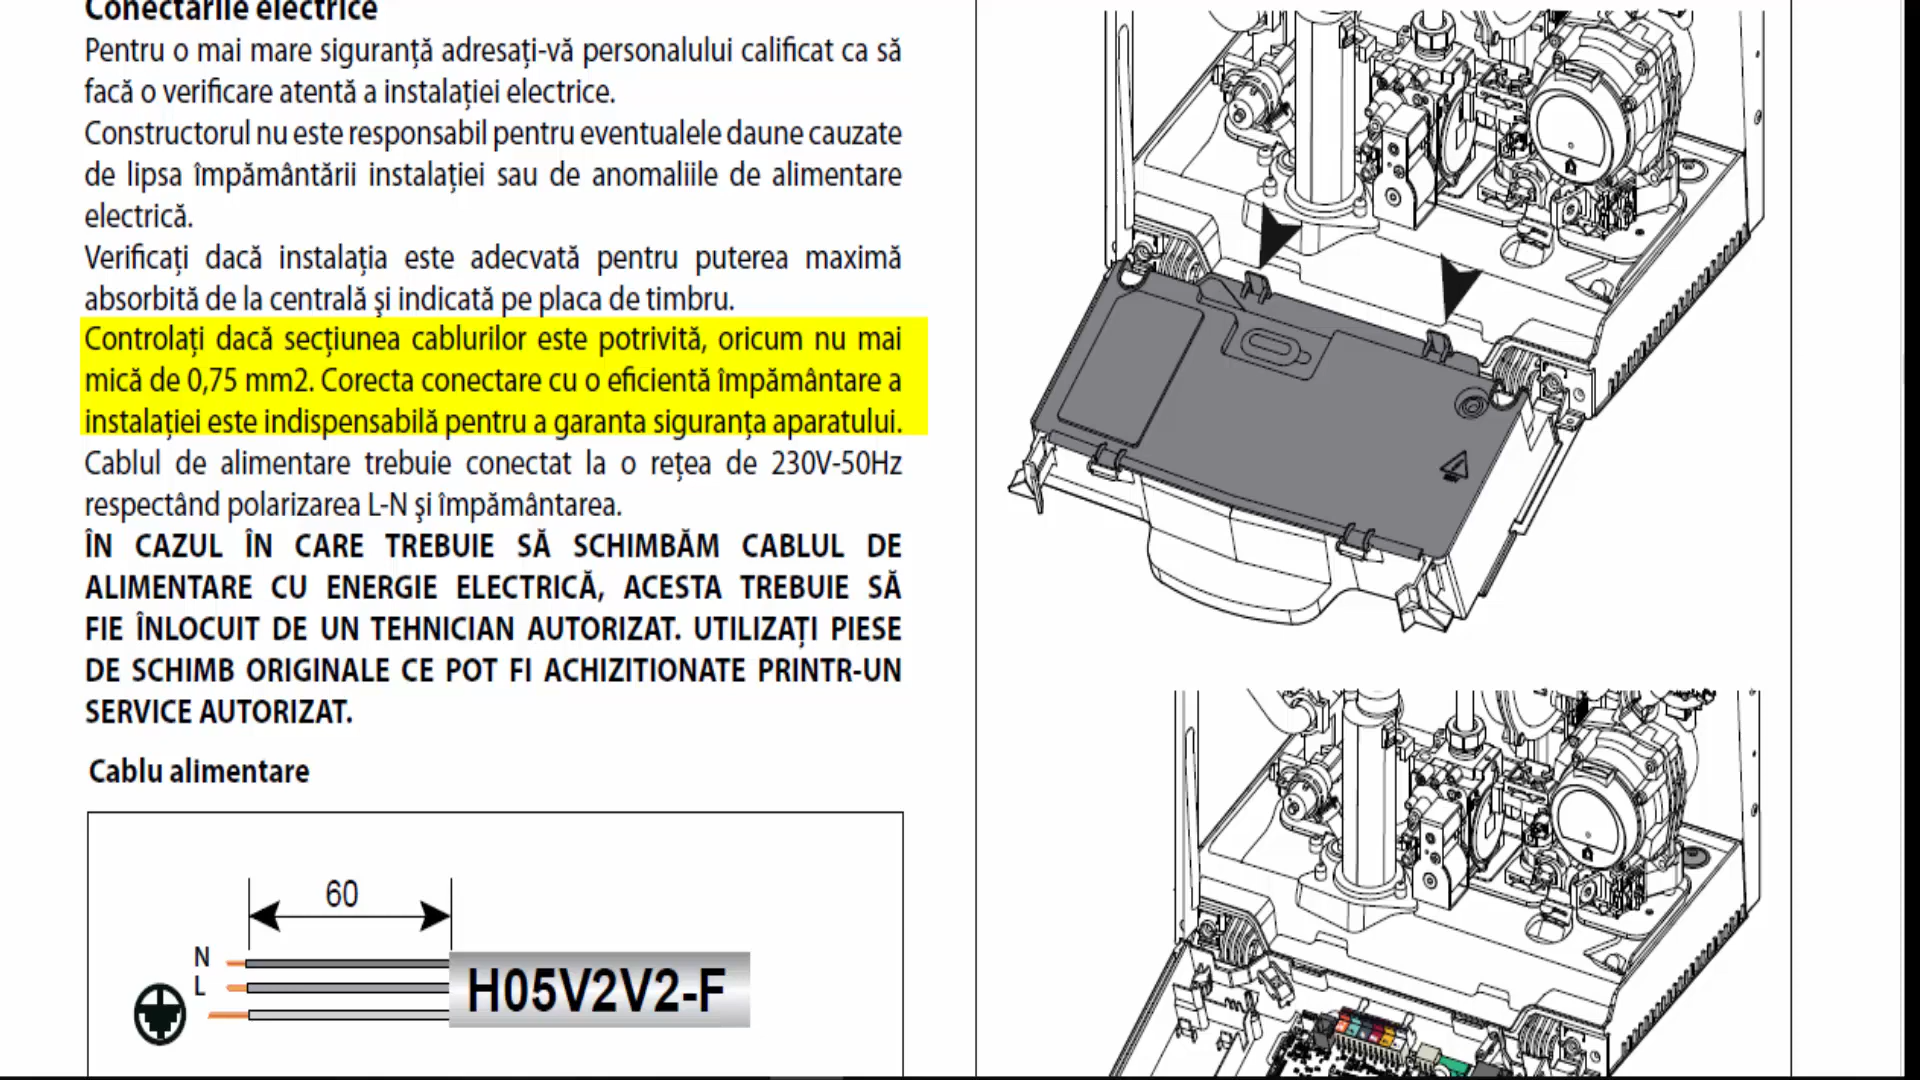 Conectările electrice
Pentru o mai mare siguranță adresați-vă personalului calificat ca să
facă o verificare atentă a instalației electrice.
Constructorul nu este responsabil pentru eventualele daune cauzate
de lipsa împământării instalației sau de anomaliile de alimentare
electrică.
Verificați dacă instalația este adecvată pentru puterea maximă
absorbită de la centrală şi indicată pe placa de timbru.
Controlați dacă secțiunea cablurilor este potrivită, oricum nu mai
mică de 0,75 mm2. Corecta conectare cu o eficientă împământare a
instalației este indispensabilă pentru a garanta siguranța aparatului.
Cablul de alimentare trebuie conectat la o rețea de 230V-50Hz
respectând polarizarea L-N şi împământarea.
ÎN CAZUL ÎN CARE TREBUIE SĂ SCHIMBĂM CABLUL DE
ALIMENTARE CU ENERGIE ELECTRICĂ, ACESTA TREBUIE SĂ
FIE ÎNLOCUIT DE UN TEHNICIAN AUTORIZAT. UTILIZAȚI PIESE
DE SCHIMB ORIGINALE CE POT FI ACHIZITIONATE PRINTR-UN
SERVICE AUTORIZAT.
Cablu alimentare
60
N
L
H05V2V2-F